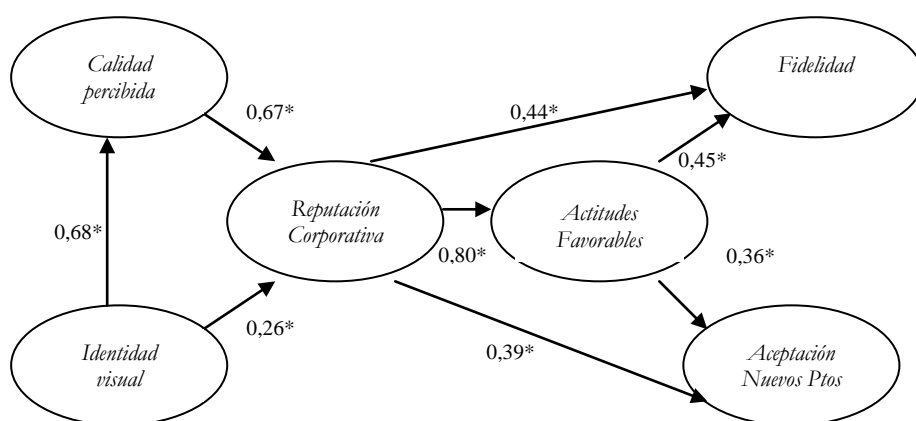 Calidad
percibida
Fidelidad
0,67*
0,44*
0,45*
Reputación
Corporativa
Actitudes
Favorables
0,68*
0,80*
0,36*
0,26*
Identidad
visual
0,39*
Aceptación
Nuevos Ptos